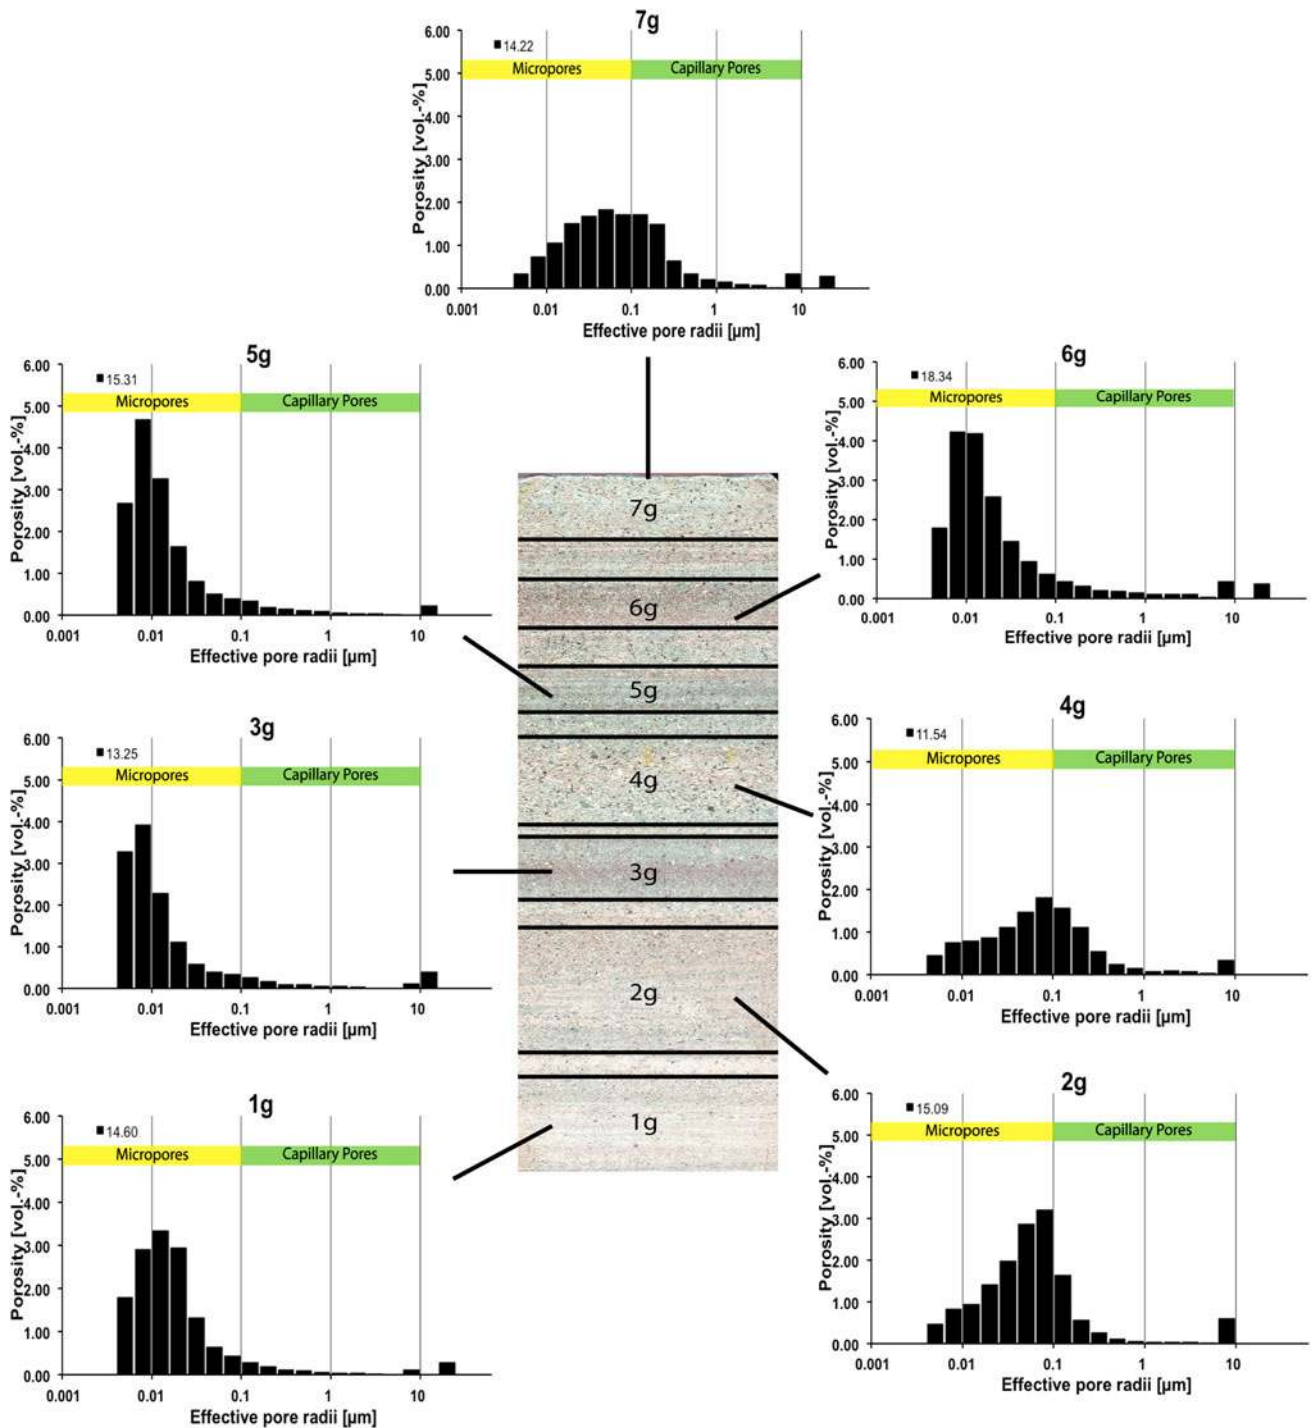 7g
6.00
14.22
Micropores Capillary Pores
5.00
4.00
3.00
2.00
1.00
0.00
Porosity [vol.-%]
0.001 0.01 0.1 1 10
Effective pore radii [µm]
5g
6.00
15.31
Micropores Capillary Pores
5.00
4.00
3.00
2.00
1.00
0.00
Porosity [vol.-%]
0.001 0.01 0.1 1 10
Effective pore radii [µm]
6g
6.00
18.34
Micropores Capillary Pores
5.00
4.00
3.00
2.00
1.00
0.00
Porosity [vol.-%]
0.001 0.01 0.1 1 10
Effective pore radii [µm]
7g
6g
5g
4g
3g
2g
1g
3g
6.00
13.25
Micropores Capillary Pores
5.00
4.00
3.00
2.00
1.00
0.00
Porosity [vol.-%]
0.001 0.01 0.1 1 10
Effective pore radii [µm]
4g
6.00
11.54
Micropores Capillary Pores
5.00
4.00
3.00
2.00
1.00
0.00
Porosity [vol.-%]
0.001 0.01 0.1 1 10
Effective pore radii [µm]
1g
6.00
14.60
Micropores Capillary Pores
5.00
4.00
3.00
2.00
1.00
0.00
Porosity [vol.-%]
0.001 0.01 0.1 1 10
Effective pore radii [µm]
2g
6.00
15.09
Micropores Capillary Pores
5.00
4.00
3.00
2.00
1.00
0.00
Porosity [vol.-%]
0.001 0.01 0.1 1 10
Effective pore radii [µm]